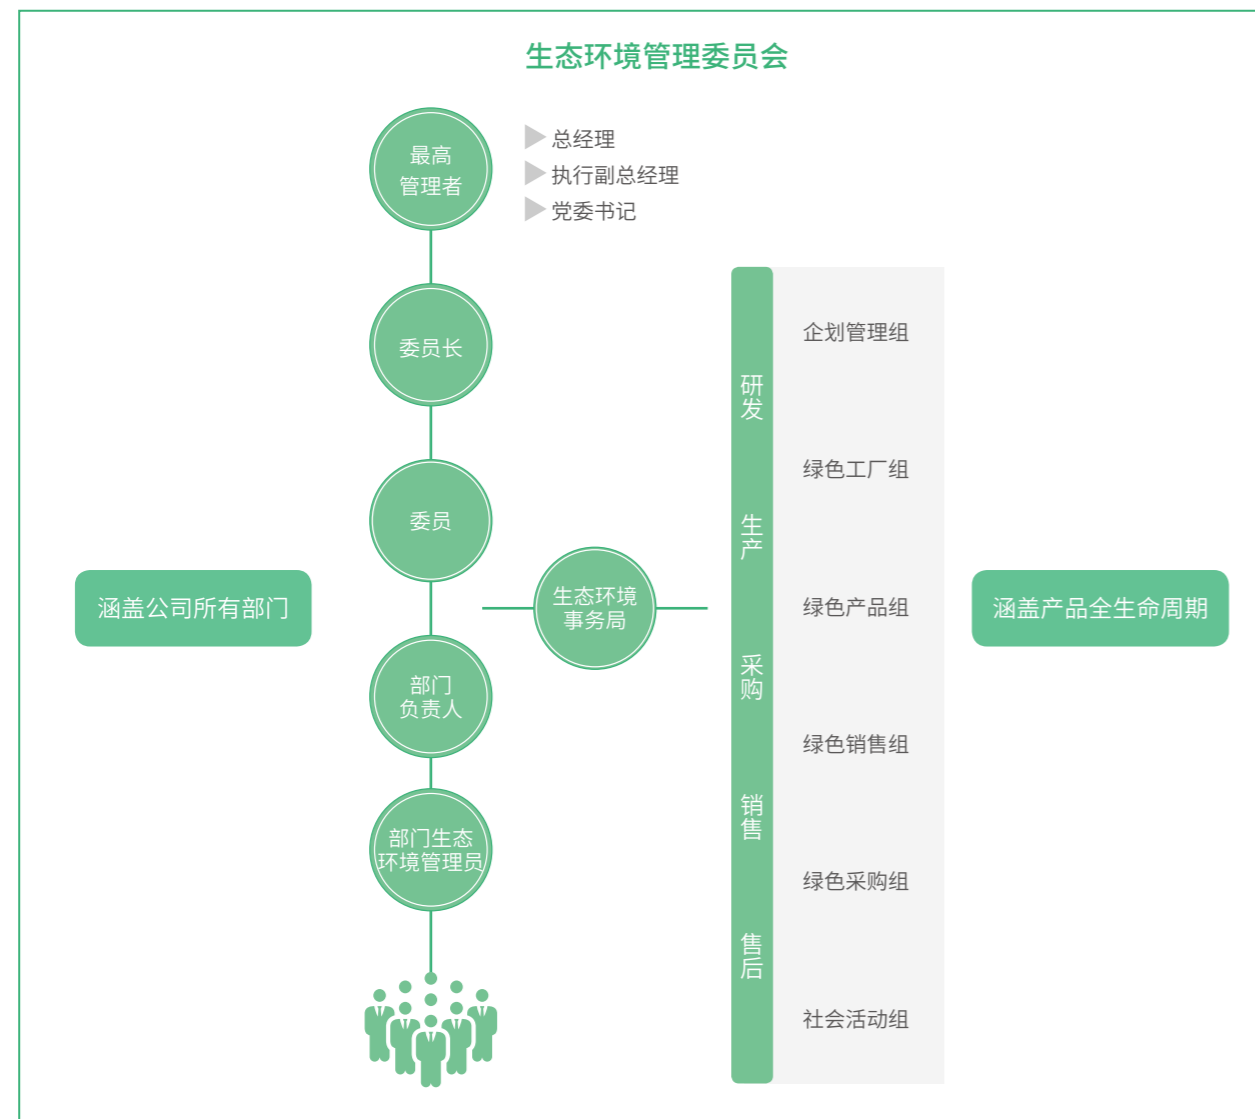 生态环境管理委员会
最高
管理者
总经理
执行副总经理
党委书记
委员长
委员
部门
负责人
部门生态
环境管理员
涵盖公司所有部门
生态环境
事务局
研发
生产
采购
销售
售后
企划管理组
绿色工厂组
绿色产品组
绿色销售组
绿色采购组
社会活动组
涵盖产品全生命周期